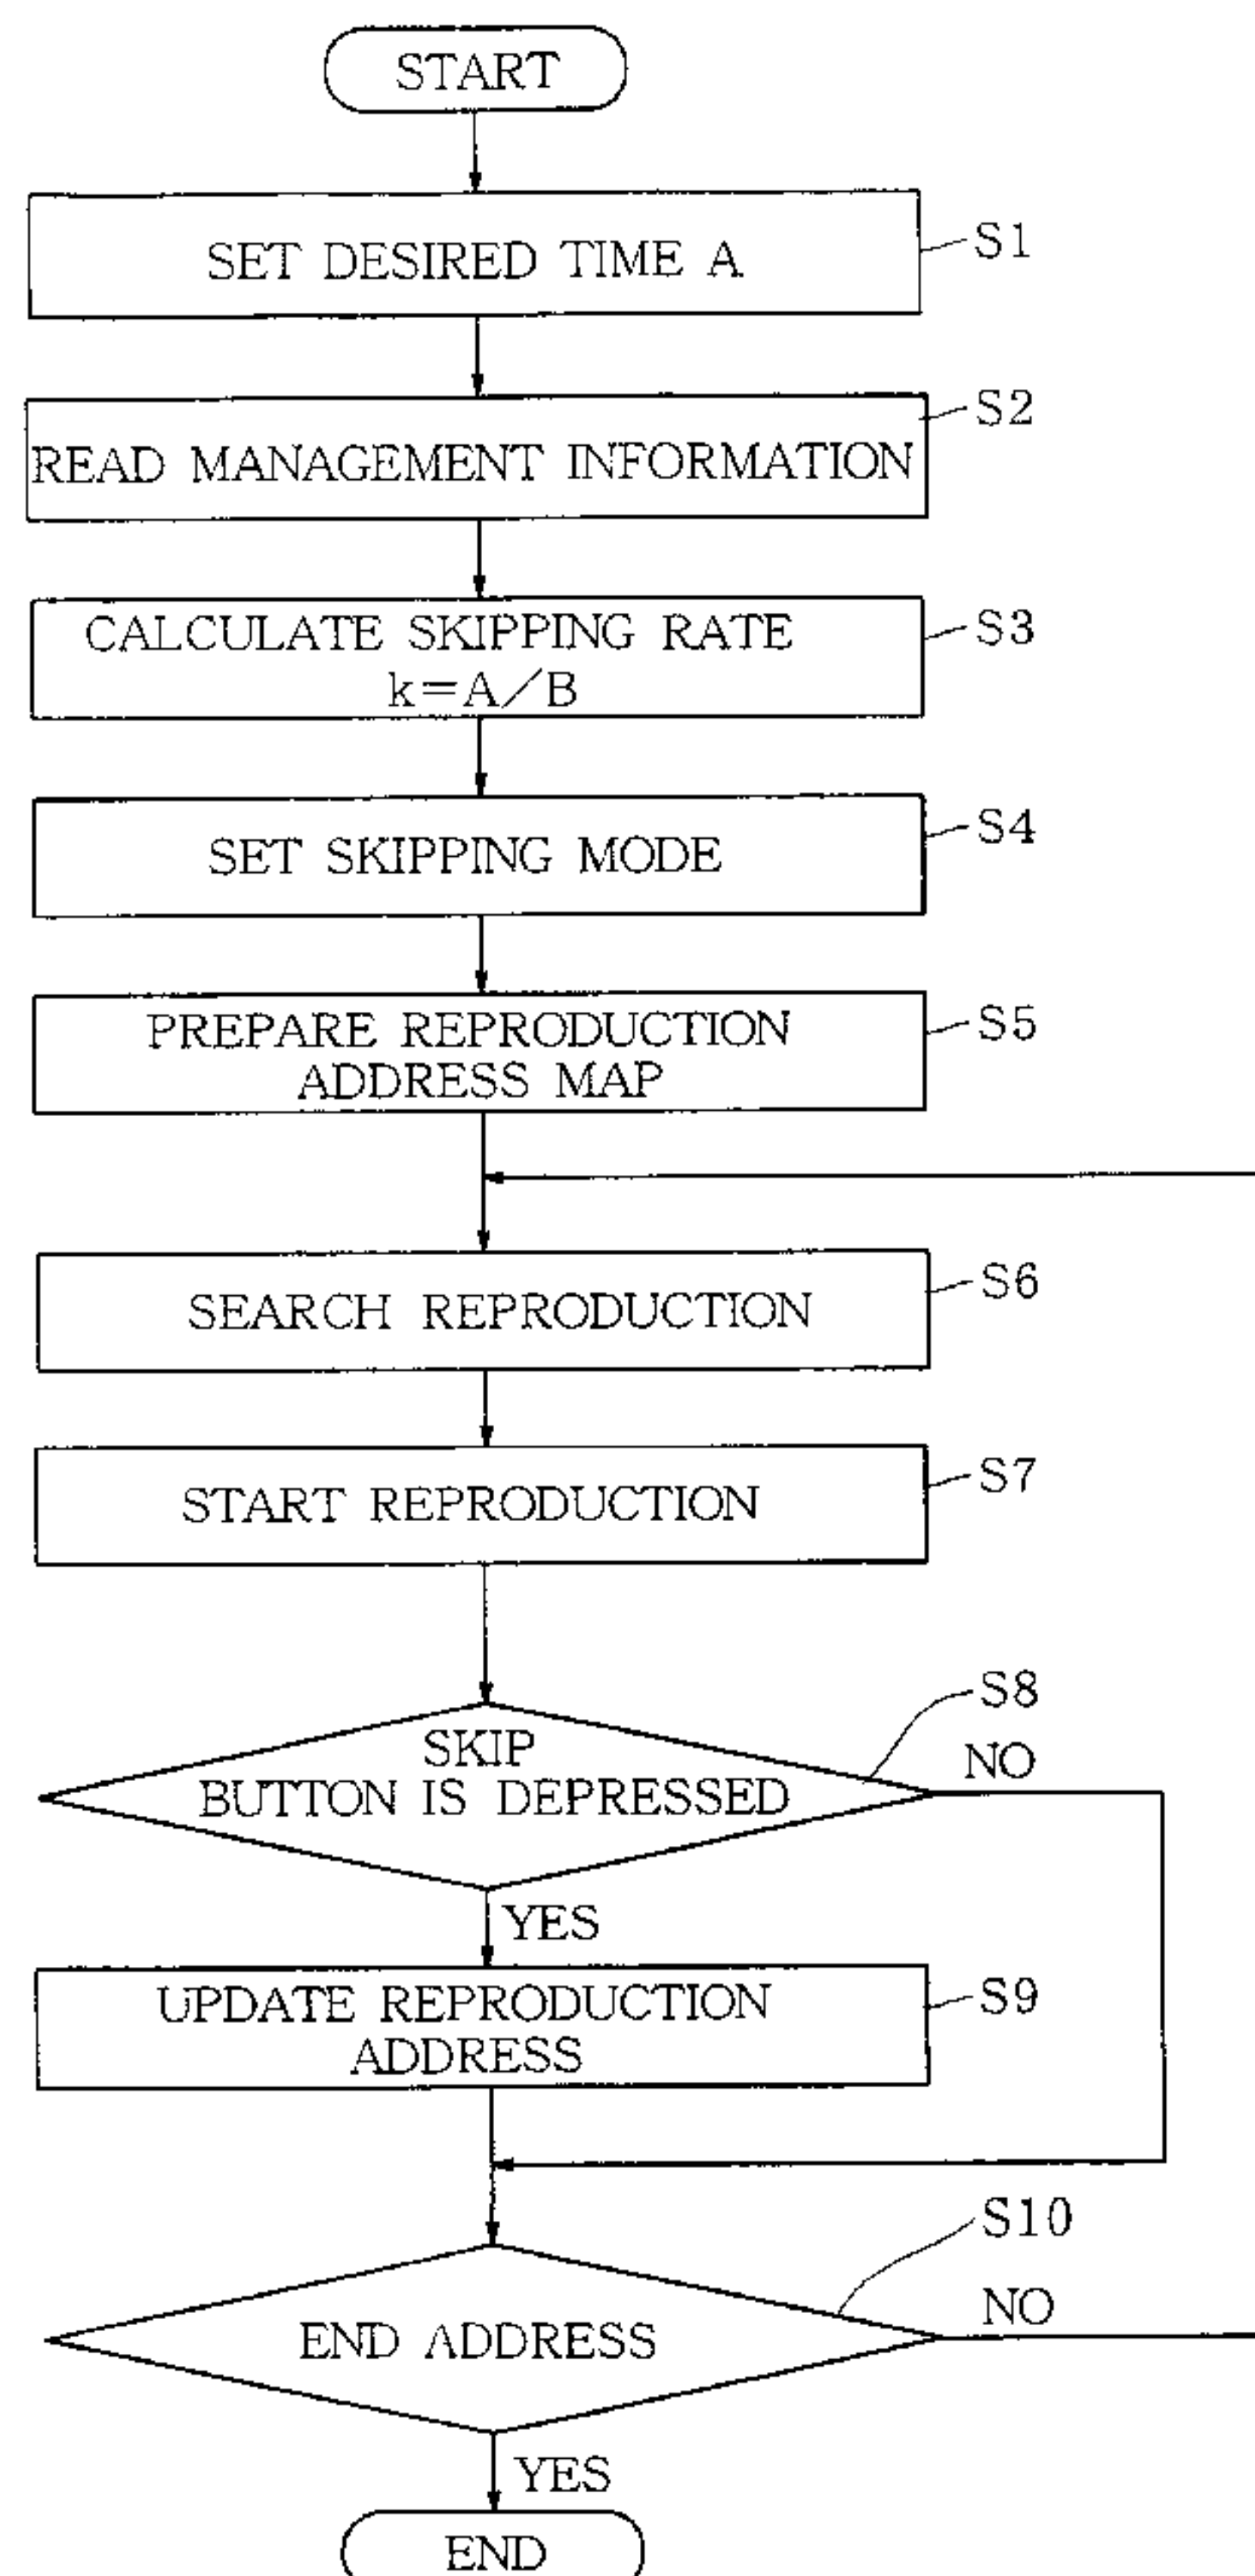 START
SET DESIRED TIME A
S1
READ MANAGEMENT INFORMATION
S2
CALCULATE SKIPPING RATE
k=A/B
S3
SET SKIPPING MODE
S4
PREPARE REPRODUCTION
ADDRESS MAP
S5
SEARCH REPRODUCTION
S6
START REPRODUCTION
S7
SKIP
BUTTON IS DEPRESSED
S8
NO
YES
UPDATE REPRODUCTION
ADDRESS
S9
END ADDRESS
S10
NO
YES
END